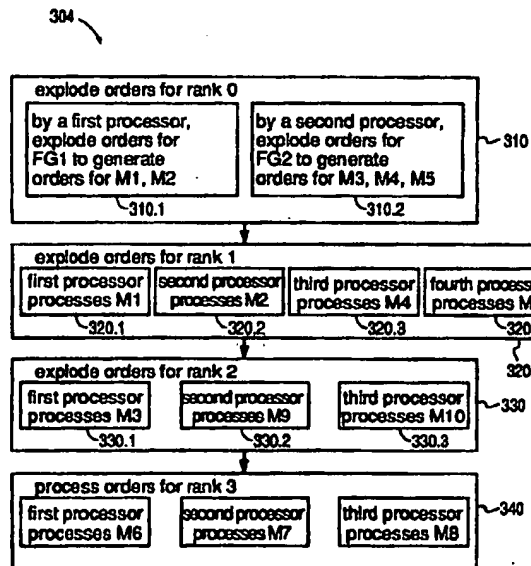 304
explode orders for rank 0
by a first processor,
explode orders for
FG1 to generate
orders for M1, M2
310.1
by a second processor,
explode orders for
FG2 to generate
orders for M3, M4, M5
310.2
310
explode orders for rank 1
first processor
processes M1
320.1
second processor
processes M2
320.2
third processor
processes M4
320.3
fourth
processes
320
explode orders for rank 2
first processor
processes M3
330.1
second processor
processes M9
330.2
third processor
processes M10
330.3
330
process orders for rank 3
first processor
processes M6
second processor
processes M7
third processor
processes M8
340